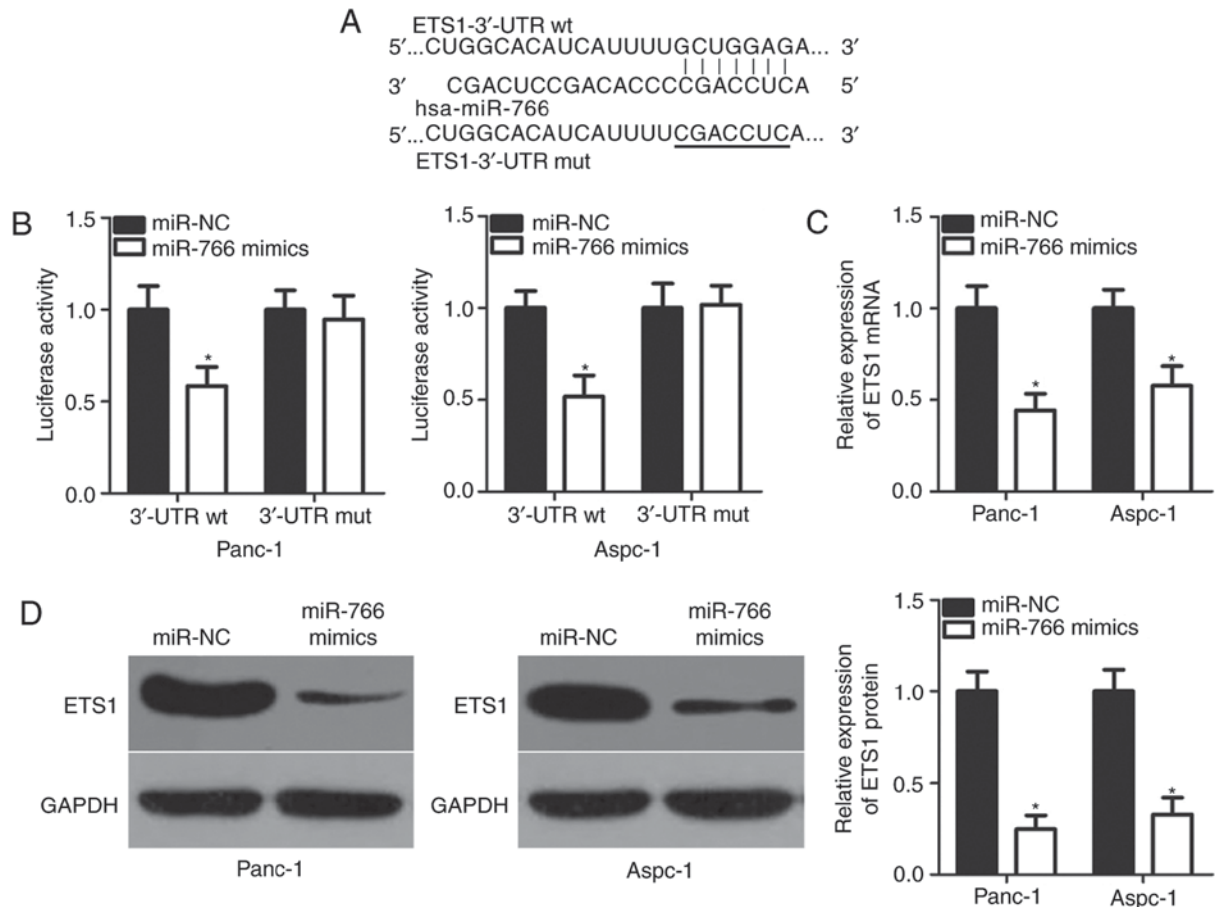 A
ETS1-3′-UTR wt
5′...CUGGCACAUCAUUUUGCUGGAGA... 3′
3′ CGACUCCGACACCCCGACCUCA 5′
hsa-miR-766
5′...CUGGCACAUCAUUUUCGACCUCA... 3′
ETS1-3′-UTR mut
B
Luciferase activity
1.5
1.0
0.5
0.0
miR-NC
miR-766 mimics
*
3′-UTR wt 3′-UTR mut
Panc-1
Luciferase activity
1.5
1.0
0.5
0.0
miR-NC
miR-766 mimics
*
3′-UTR wt 3′-UTR mut
Aspc-1
C
Relative expression
of ETS1 mRNA
1.5
1.0
0.5
0.0
miR-NC
miR-766 mimics
* *
Panc-1 Aspc-1
D
miR-NC miR-766
mimics
ETS1
GAPDH
Panc-1
miR-NC miR-766
mimics
ETS1
GAPDH
Aspc-1
Relative expression
of ETS1 protein
1.5
1.0
0.5
0.0
miR-NC
miR-766 mimics
* *
Panc-1 Aspc-1